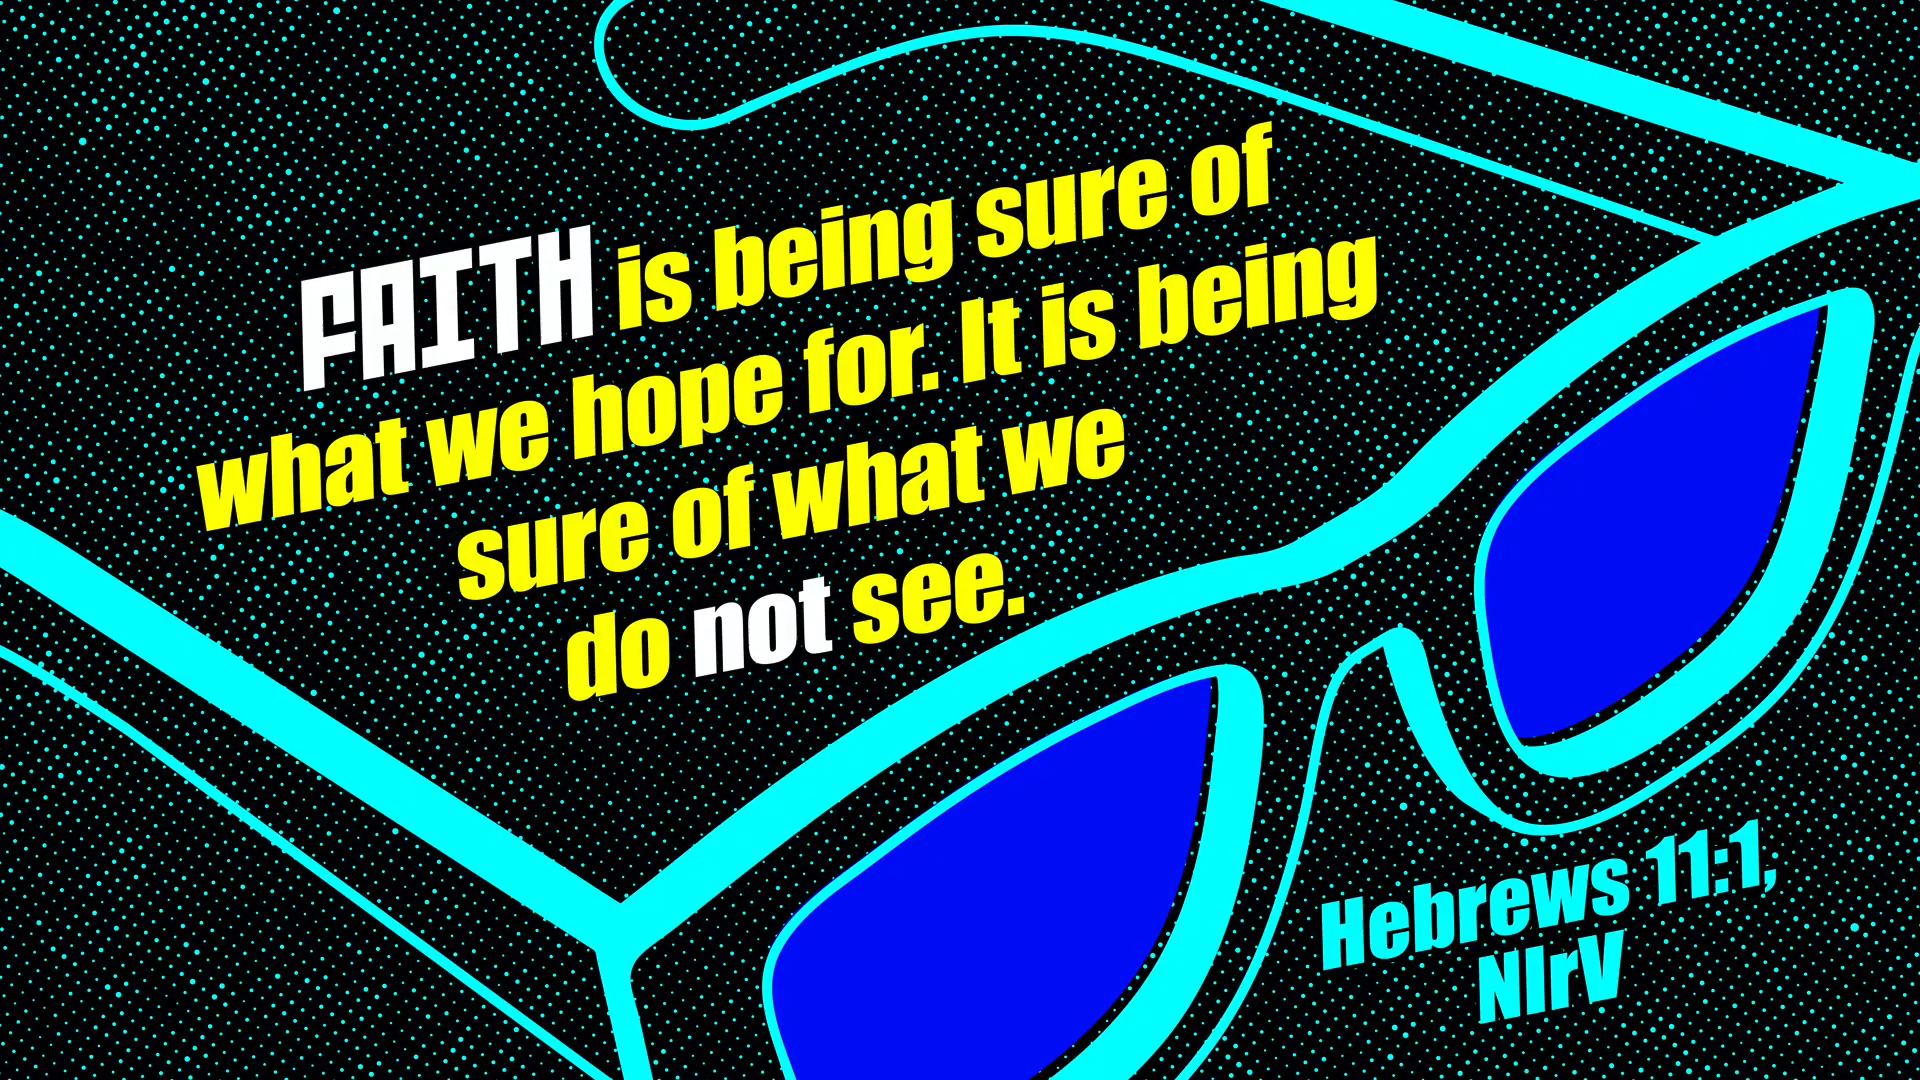 FAITH is being sure of
what we hope for. It is being
sure of what we
do not see.
Hebrews 11:1,
NIrV